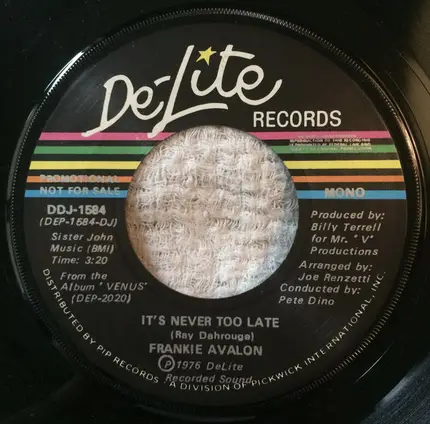 De-Lite
RECORDS
PROMOTIONAL
NOT FOR SALE
MONO
DDJ-1584
(DEP-1584-DJ)
Sister John
Music (BMI)
Time: 3:20
From the
Album "VENUS"
(DEP-2020)
Produced by:
Billy Terrell
for Mr. "V"
Productions
Arranged by:
Joe Renzetti
Conducted by:
Pete Dino
IT'S NEVER TOO LATE
(Ray Dahrouge)
FRANKIE AVALON
Ⓟ1976 DeLite
Recorded Sound
DISTRIBUTED BY PIP RECORDS A DIVISION OF PICKWICK INTERNATIONAL, INC.